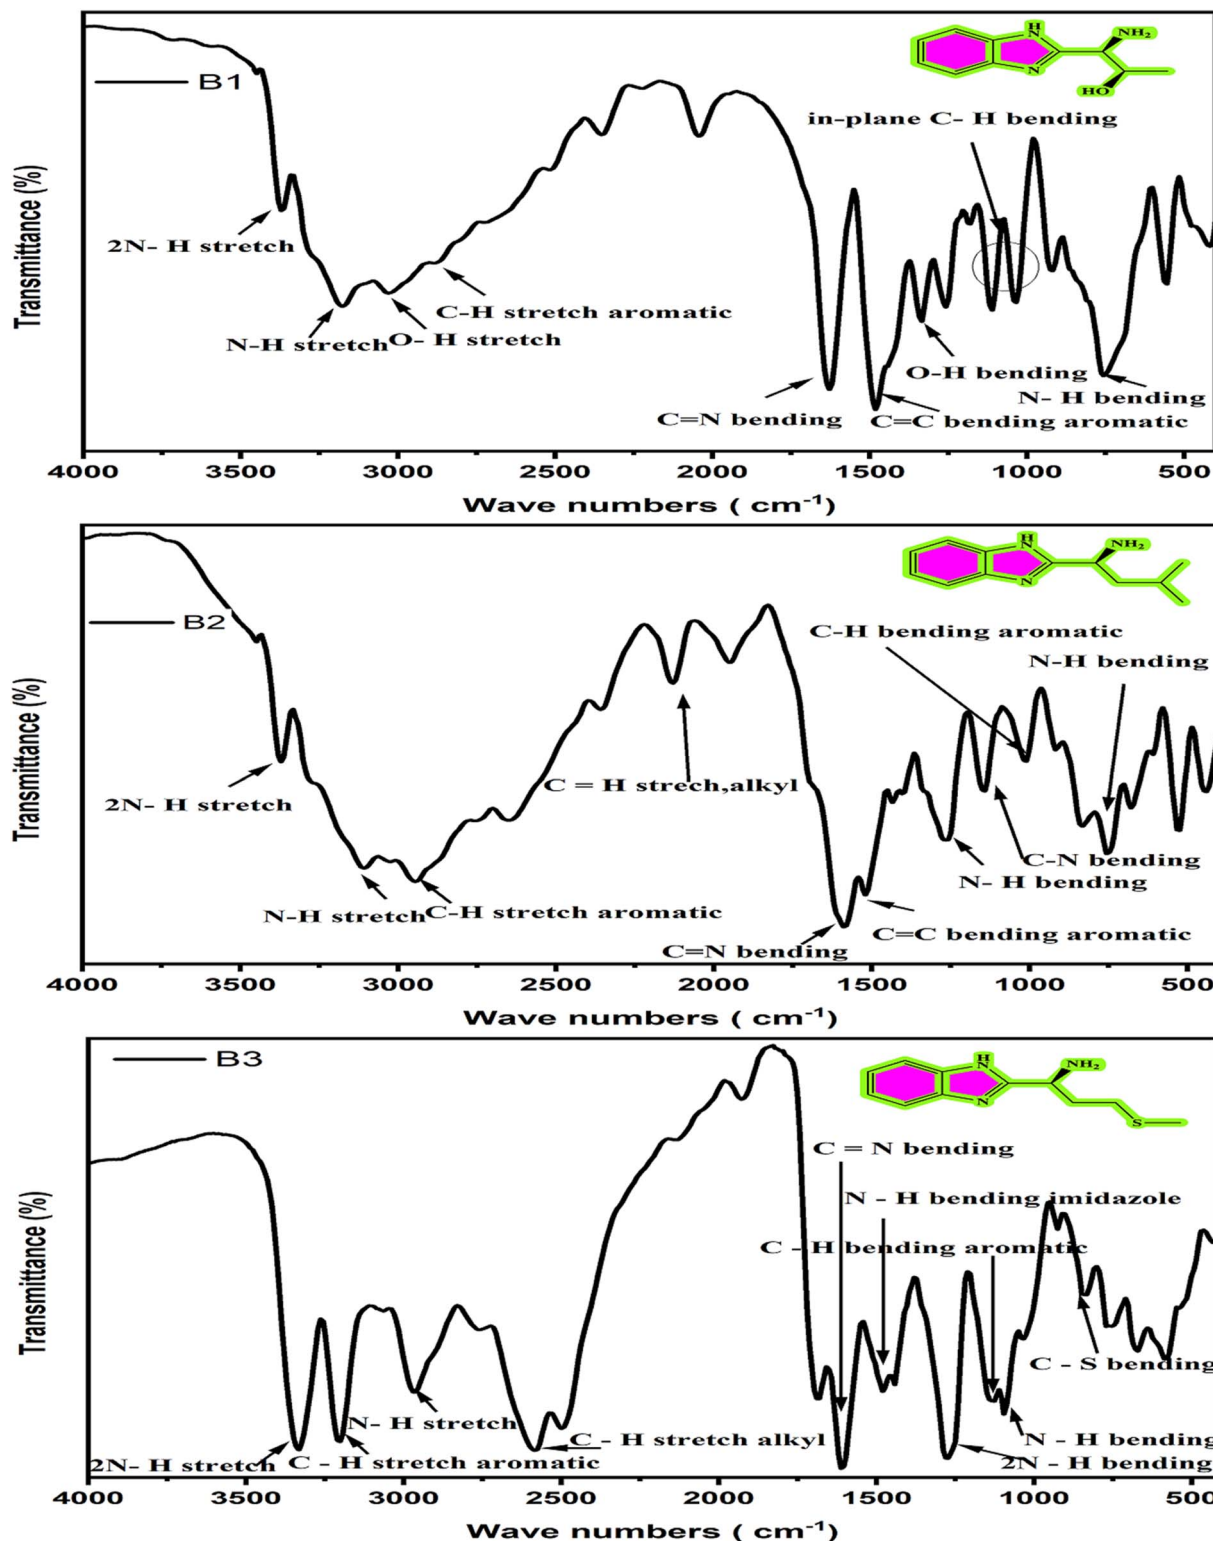 B1
H
N
NH₂
N
HO
in-plane C- H bending
2N- H stretch
C-H stretch aromatic
N-H stretch
O- H stretch
O-H bending
N- H bending
C=N bending
C=C bending aromatic
Transmittance (%)
4000 3500 3000 2500 2000 1500 1000 500
Wave numbers ( cm-1)
B2
H
N
NH₂
N
C-H bending aromatic
N-H bending
2N- H stretch
C = H strech,alkyl
C-N bending
N- H bending
N-H stretch
C-H stretch aromatic
C=C bending aromatic
C=N bending
Transmittance (%)
4000 3500 3000 2500 2000 1500 1000 500
Wave numbers ( cm-1)
B3
H
N
NH₂
N
S
C = N bending
N - H bending imidazole
C - H bending aromatic
C - S bending
N- H stretch
C - H stretch alkyl
N - H bending
2N- H stretch
C - H stretch aromatic
2N - H bending
Transmittance (%)
4000 3500 3000 2500 2000 1500 1000 500
Wave numbers ( cm-1)